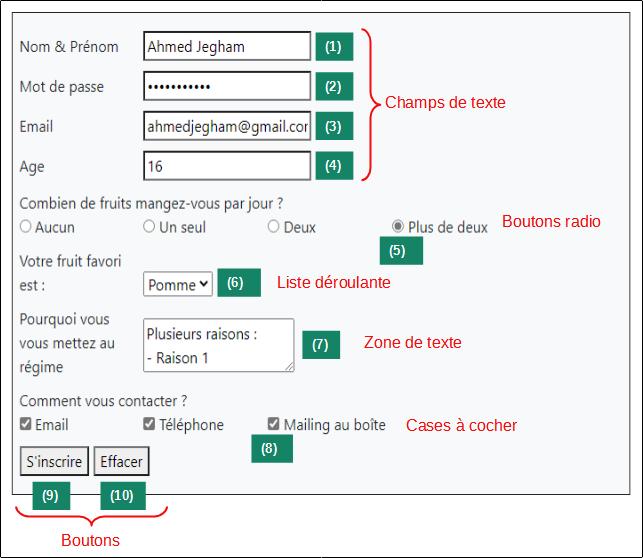 Nom & Prénom Ahmed Jegham (1)
Mot de passe ••••••••••• (2)
Champs de texte
Email ahmedjegham@gmail.cor (3)
Age 16 (4)
Combien de fruits mangez-vous par jour ?
Aucun Un seul Deux Plus de deux Boutons radio
(5)
Votre fruit favori
est : Pomme (6) Liste déroulante
Pourquoi vous
vous mettez au
régime
Plusieurs raisons :
- Raison 1
(7) Zone de texte
Comment vous contacter ?
Email Téléphone Mailing au boîte Cases à cocher
(8)
S'inscrire Effacer
(9) (10)
Boutons